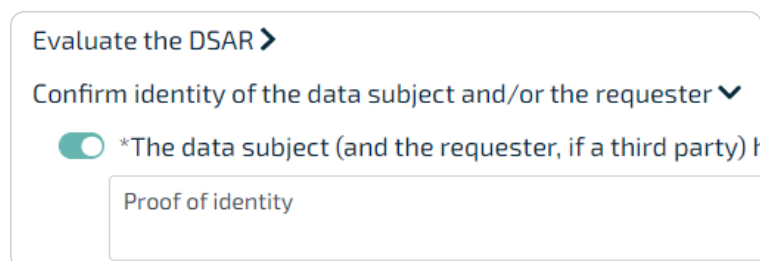 Evaluate the DSAR
Confirm identity of the data subject and/or the requester
*The data subject (and the requester, if a third party)
Proof of identity